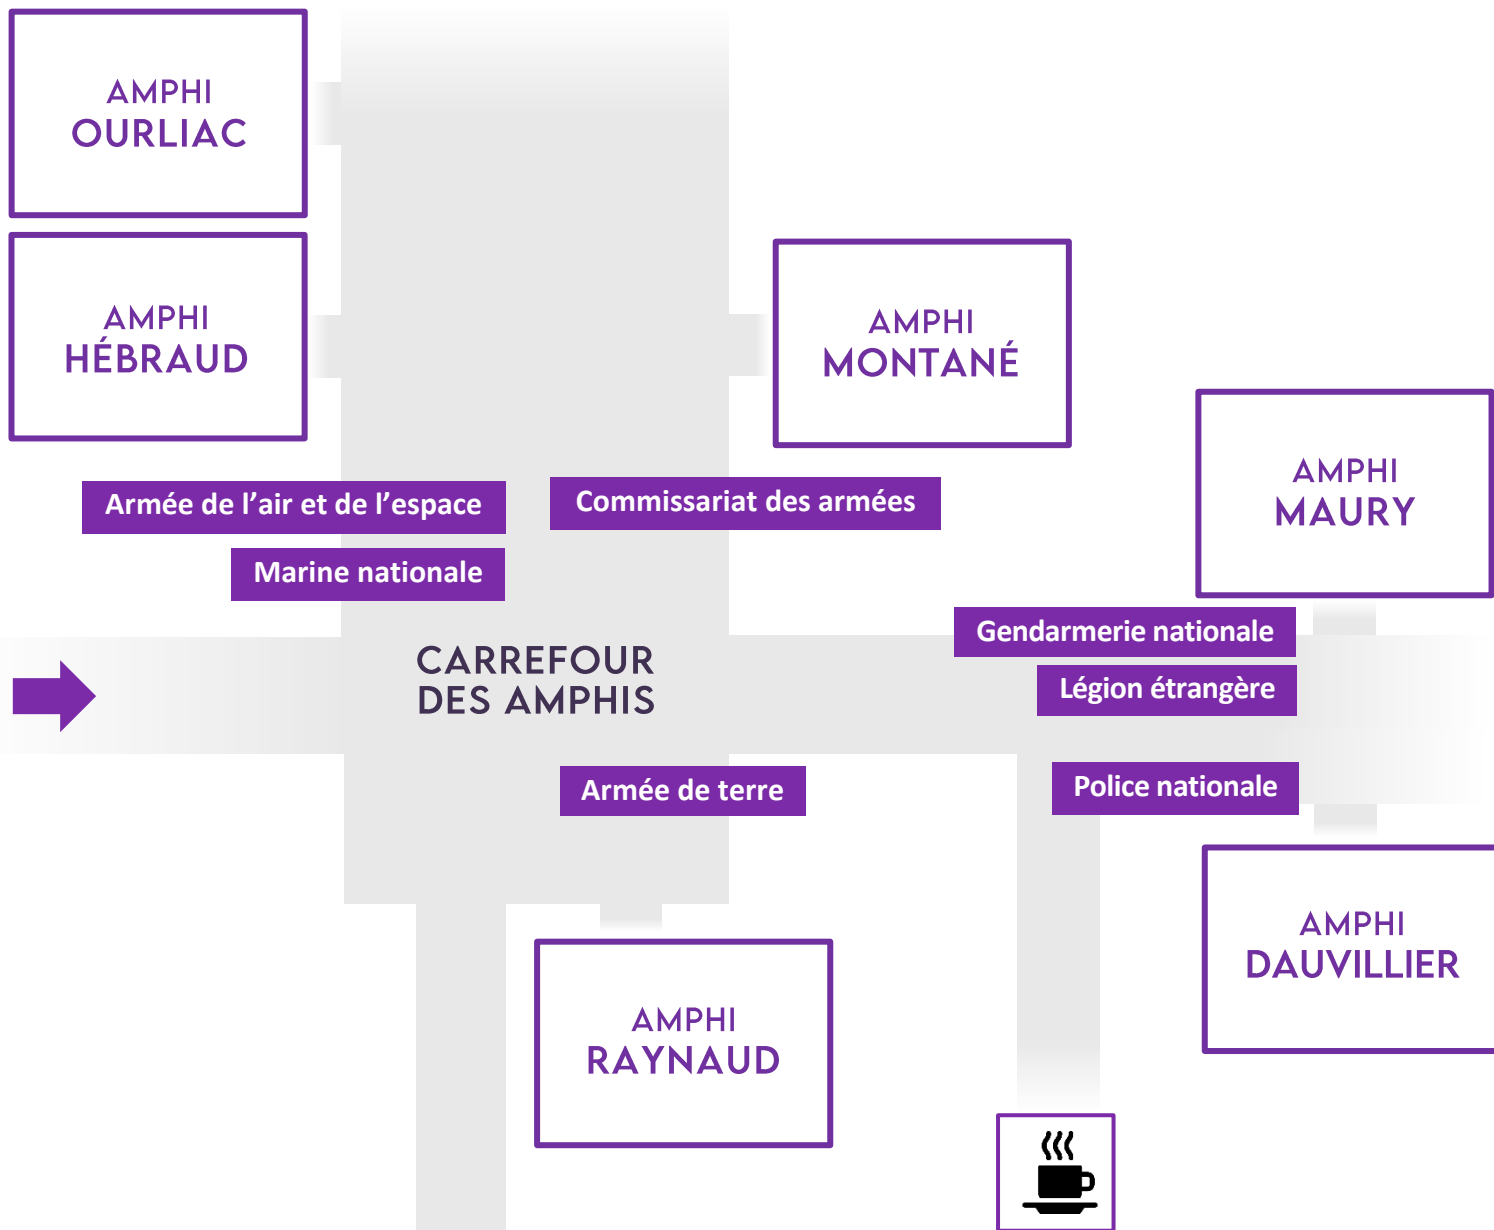 AMPHI
OURLIAC
AMPHI
HÉBRAUD
AMPHI
MONTANÉ
AMPHI
MAURY
Armée de l’air et de l’espace
Commissariat des armées
Marine nationale
Gendarmerie nationale
CARREFOUR
DES AMPHIS
Légion étrangère
Armée de terre
Police nationale
AMPHI
DAUVILLIER
AMPHI
RAYNAUD